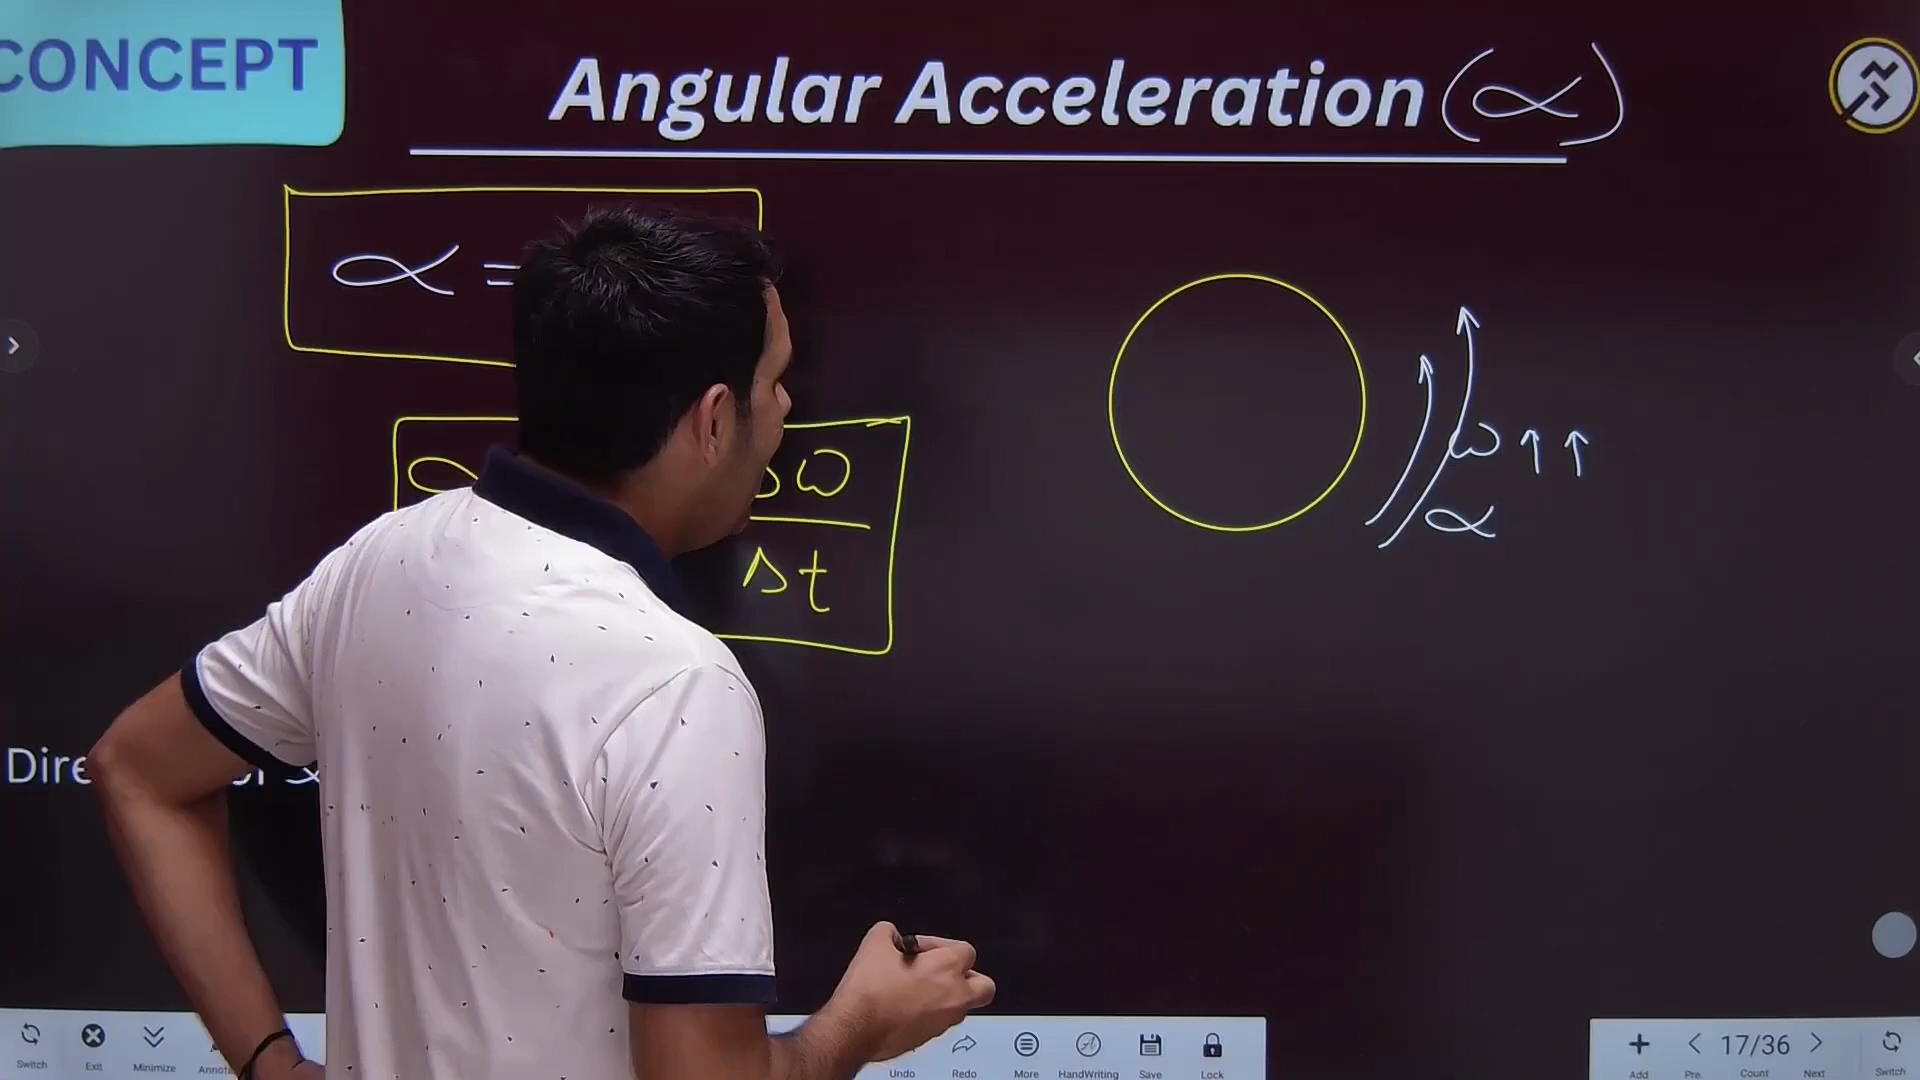 CONCEPT
Angular Acceleration (α)
α =
Δω
Δt
ω ↑ ↑
α
Switch Exit Minimize Undo Redo More HandWriting Save Lock
Add Pre. 17/36 Count Next Switch